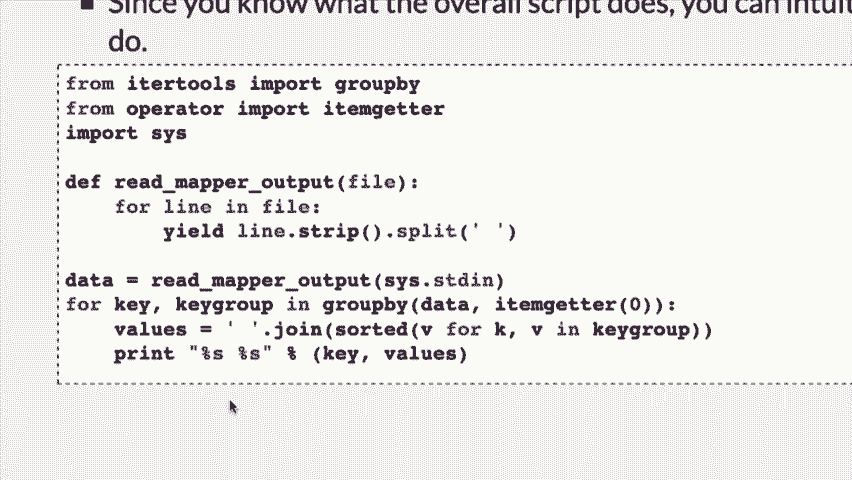 Since you know what the overall script does, you can
do.
from itertools import groupby
from operator import itemgetter
import sys
def read_mapper_output(file):
for line in file:
yield line.strip().split(' ')
data = read_mapper_output(sys.stdin)
for key, keygroup in groupby(data, itemgetter(0)):
values = ' '.join(sorted(v for k, v in keygroup))
print "%s %s" % (key, values)